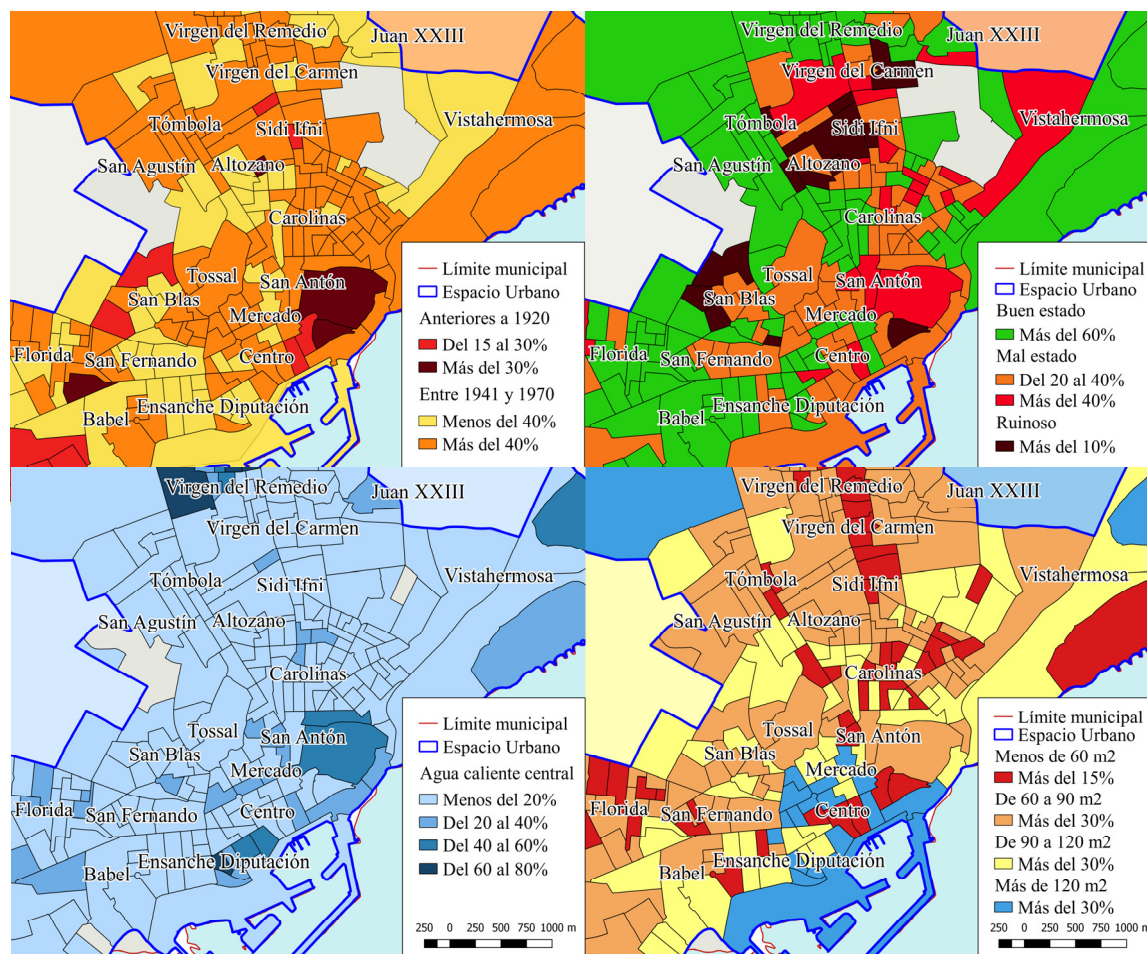 Virgen del Remedio
Juan XXIII
Virgen del Carmen
Vistahermosa
Tómbola
Sidi Ifni
San Agustín
Altozano
Carolinas
Tossal
San Antón
San Blas
Mercado
Florida
San Fernando
Centro
Babel
Ensanche Diputación
Límite municipal
Espacio Urbano
Anteriores a 1920
Del 15 al 30%
Más del 30%
Entre 1941 y 1970
Menos del 40%
Más del 40%
Virgen del Remedio
Juan XXIII
Virgen del Carmen
Vistahermosa
Tómbola
Sidi Ifni
San Agustín
Altozano
Carolinas
Tossal
San Antón
San Blas
Mercado
Florida
San Fernando
Centro
Babel
Ensanche Diputación
Límite municipal
Espacio Urbano
Buen estado
Más del 60%
Mal estado
Del 20 al 40%
Más del 40%
Ruinoso
Más del 10%
Virgen del Remedio
Juan XXIII
Virgen del Carmen
Vistahermosa
Tómbola
Sidi Ifni
San Agustín
Altozano
Carolinas
Tossal
San Antón
San Blas
Mercado
Florida
San Fernando
Centro
Babel
Ensanche Diputación
Límite municipal
Espacio Urbano
Agua caliente central
Menos del 20%
Del 20 al 40%
Del 40 al 60%
Del 60 al 80%
250 0 250 500 750 1000 m
Virgen del Remedio
Juan XXIII
Virgen del Carmen
Vistahermosa
Tómbola
Sidi Ifni
San Agustín
Altozano
Carolinas
Tossal
San Antón
San Blas
Mercado
Florida
San Fernando
Centro
Babel
Ensanche Diputación
Límite municipal
Espacio Urbano
Menos de 60 m2
Más del 15%
De 60 a 90 m2
Más del 30%
De 90 a 120 m2
Más del 30%
Más de 120 m2
Más del 30%
250 0 250 500 750 1000 m